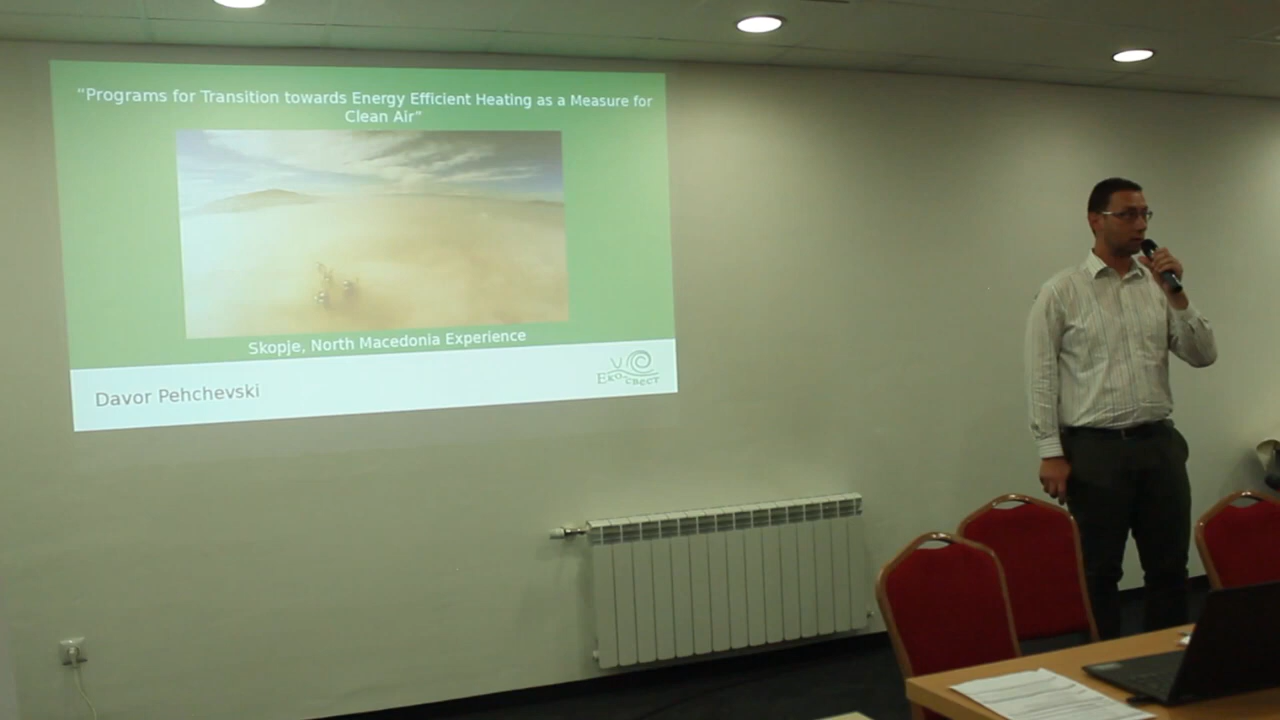 “Programs for Transition towards Energy Efficient Heating as a Measure for
Clean Air”
Skopje, North Macedonia Experience
Davor Pehchevski
Еко-свест